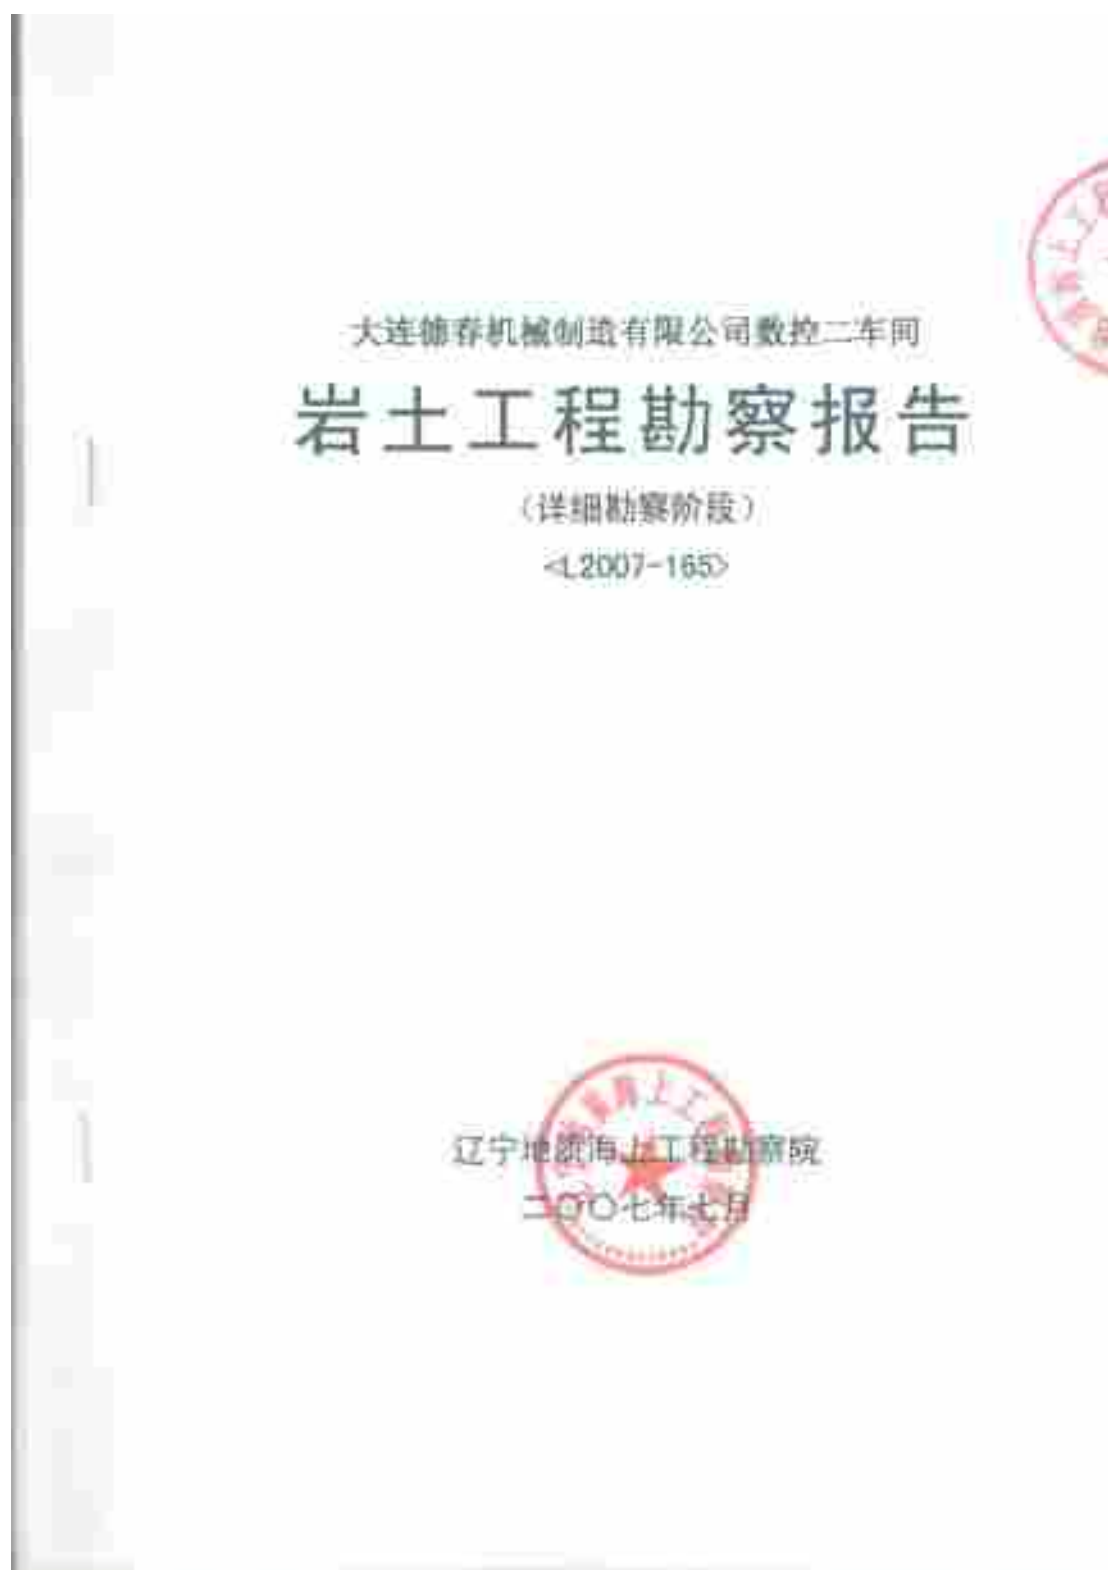 大连德春机械制造有限公司数控二车间
岩土工程勘察报告
(详细勘察阶段)
<L2007-165>
辽宁地质海上工程勘察院
二〇〇七年七月